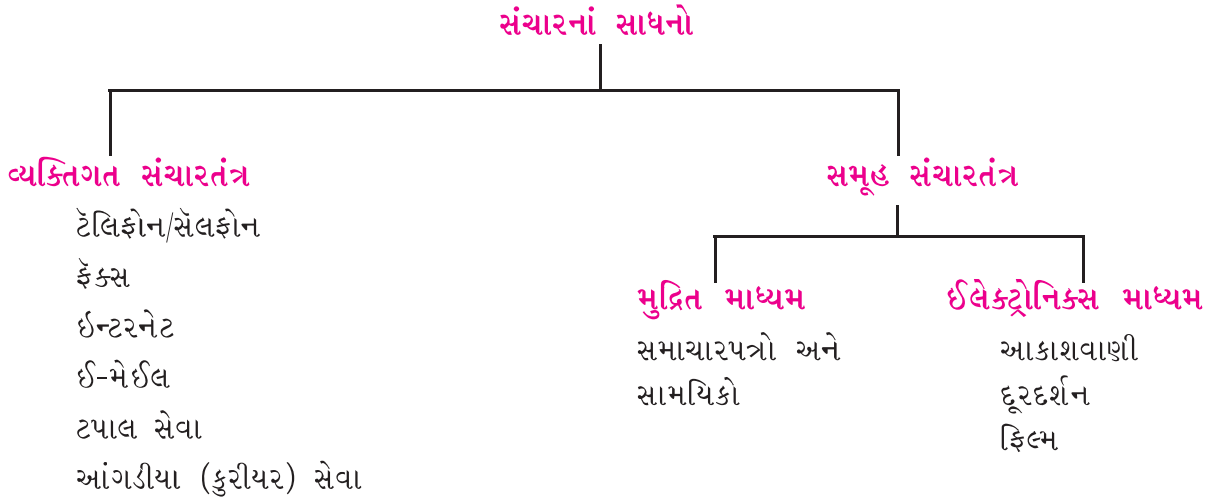 સંચારનાં સાધનો
વ્યક્તિગત સંચારતંત્ર
ટૅલિફોન/સૅલફોન
ફૅક્સ
ઇન્ટરનેટ
ઈ-મેઈલ
ટપાલ સેવા
આંગડીયા (કુરીયર) સેવા
સમૂહ સંચારતંત્ર
મુદ્રિત માધ્યમ
સમાચારપત્રો અને
સામયિકો
ઈલેક્ટ્રોનિક્સ માધ્યમ
આકાશવાણી
દૂરદર્શન
ફિલ્મ